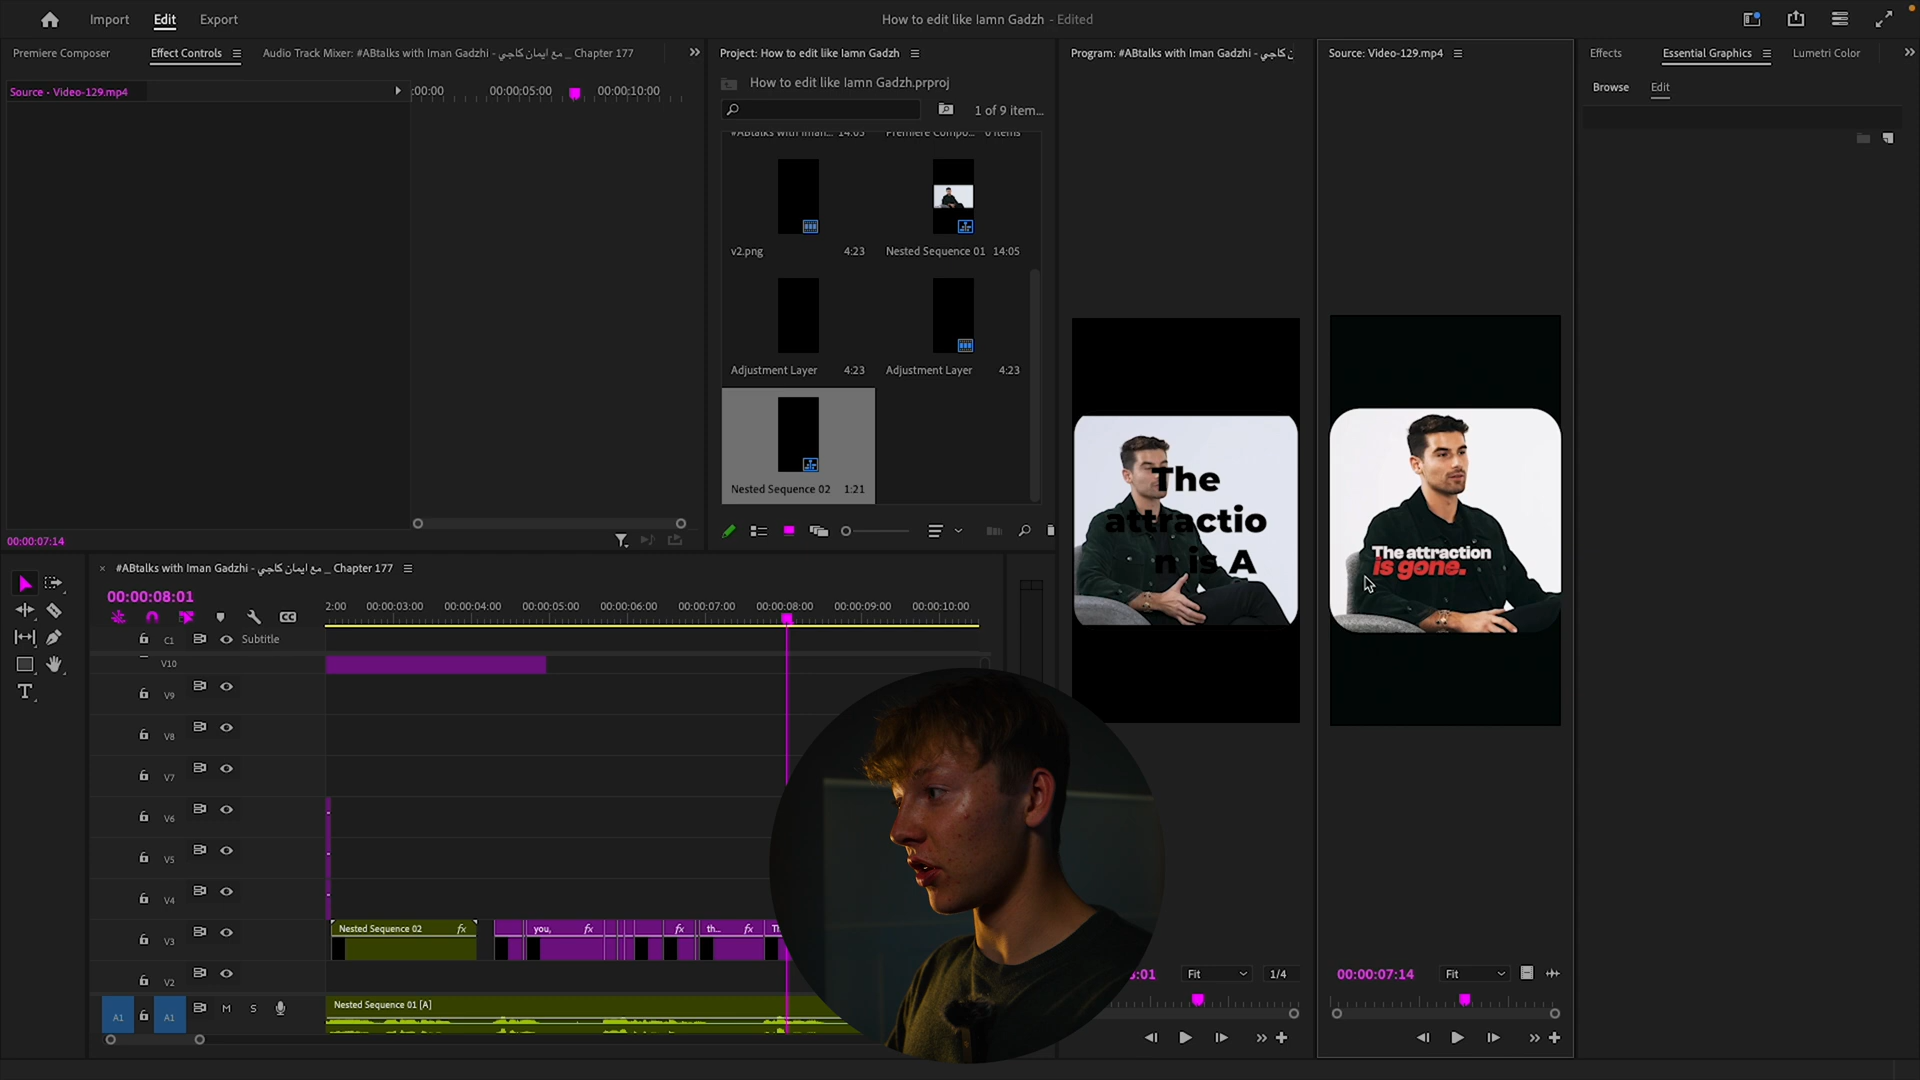 Import
Edit
Export
How to edit like Iamn Gadzh - Edited
Premiere Composer
Effect Controls
Audio Track Mixer: #ABtalks with Iman Gadzhi - مع إيمان كاجي _ Chapter 177
Project: How to edit like Iamn Gadzh
Program: #ABtalks with Iman Gadzhi -
Source: Video-129.mp4
Effects
Essential Graphics
Lumetri Color
Source - Video-129.mp4
:00:00
00:00:05:00
00:00:10:00
How to edit like Iamn Gadzh.prproj
Browse
Edit
1 of 9 item...
#ABtalks with Iman...
14:05
Premiere Compo...
0 items
v2.png
4:23
Nested Sequence 01
14:05
Adjustment Layer
4:23
Adjustment Layer
4:23
Nested Sequence 02
1:21
The
attractio
n is A
The attraction
is gone.
00:00:07:14
#ABtalks with Iman Gadzhi - مع إيمان كاجي _ Chapter 177
00:00:08:01
2:00
00:00:03:00
00:00:04:00
00:00:05:00
00:00:06:00
00:00:07:00
00:00:08:00
00:00:09:00
00:00:10:00
C1
Subtitle
V10
V9
V8
V7
V6
V5
V4
V3
Nested Sequence 02
fx
you,
fx
fx
th...
fx
V2
A1
A1
M
S
Nested Sequence 01 [A]
:01
Fit
1/4
00:00:07:14
Fit
T